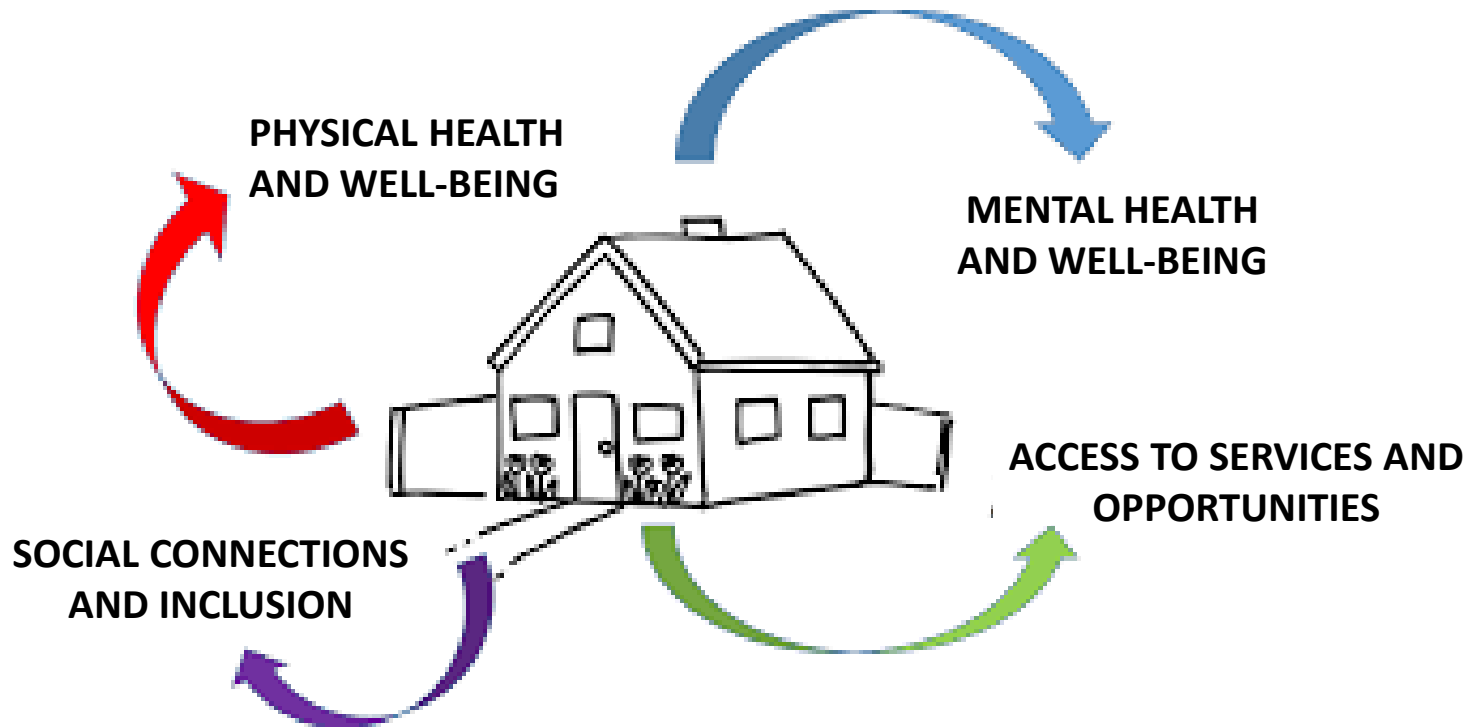 PHYSICAL HEALTH
AND WELL-BEING
MENTAL HEALTH
AND WELL-BEING
ACCESS TO SERVICES AND
OPPORTUNITIES
SOCIAL CONNECTIONS
AND INCLUSION